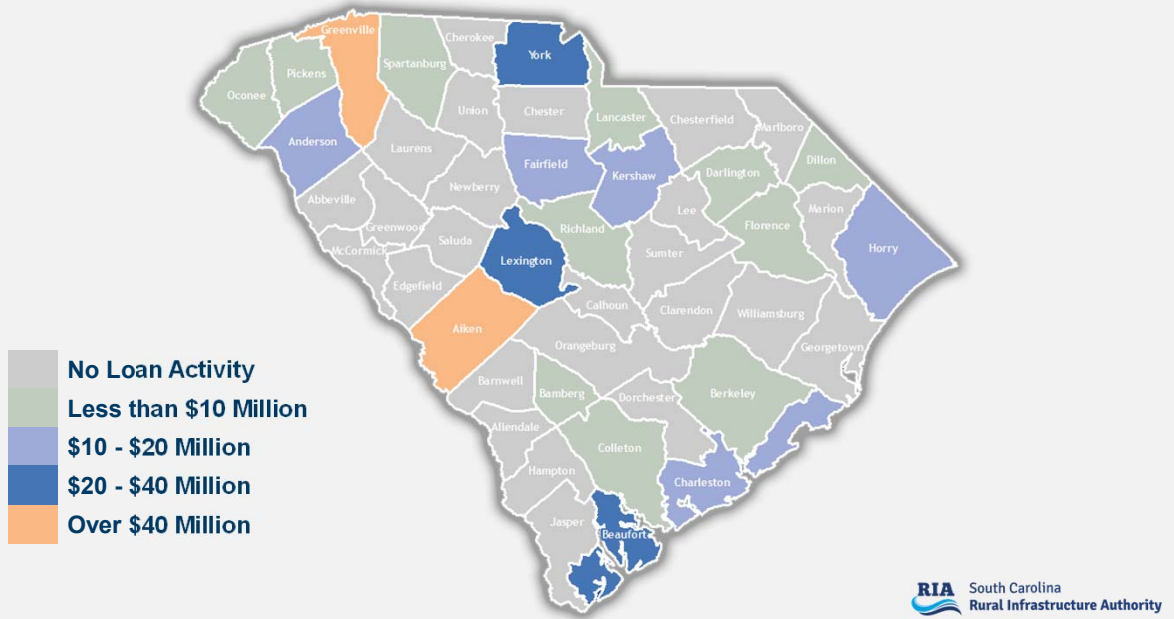 Greenville
Cherokee
York
Spartanburg
Pickens
Oconee
Union
Chester
Lancaster
Chesterfield
Marlboro
Anderson
Laurens
Fairfield
Kershaw
Darlington
Dillon
Newberry
Abbeville
Greenwood
Lee
Marion
Richland
Florence
Saluda
McCormick
Horry
Sumter
Lexington
Edgefield
Calhoun
Clarendon
Williamsburg
Aiken
Orangeburg
Georgetown
Barnwell
Bamberg
Dorchester
Berkeley
Allendale
Colleton
Hampton
Charleston
Jasper
Beaufort
No Loan Activity
Less than $10 Million
$10 - $20 Million
$20 - $40 Million
Over $40 Million
RIA South Carolina
Rural Infrastructure Authority